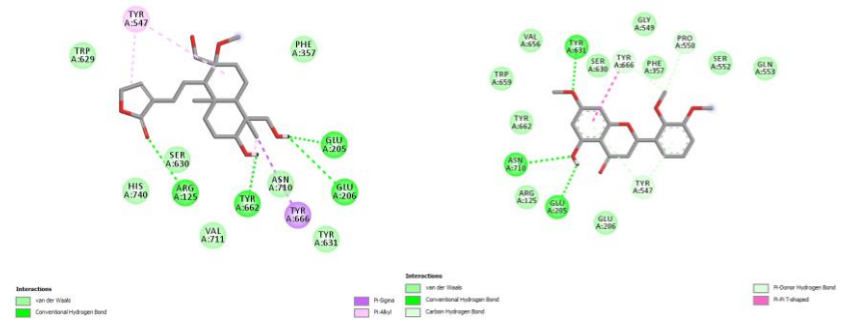 TYR
A:547
TRP
A:629
PHE
A:357
GLU
A:205
SER
A:630
ASN
A:710
GLU
A:206
HIS
A:740
ARG
A:125
TYR
A:662
TYR
A:666
VAL
A:711
TYR
A:631
Interactions
van der Waals
Conventional Hydrogen Bond
Pi-Sigma
Pi-Alkyl
GLY
A:549
VAL
A:656
TYR
A:631
PRO
A:550
SER
A:630
TYR
A:666
PHE
A:357
SER
A:552
GLN
A:553
TRP
A:659
TYR
A:662
ASN
A:710
TYR
A:547
ARG
A:125
GLU
A:205
GLU
A:206
Interactions
van der Waals
Conventional Hydrogen Bond
Carbon Hydrogen Bond
Pi-Donor Hydrogen Bond
Pi-Pi T-shaped